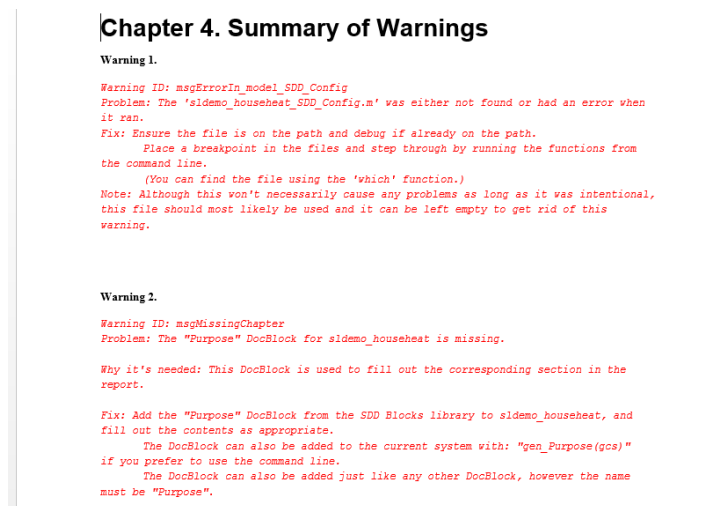 Chapter 4. Summary of Warnings
Warning 1.
Warning ID: msgErrorIn_model_SDD_Config
Problem: The 'sldemo_househeat_SDD_Config.m' was either not found or had an error when
it ran.
Fix: Ensure the file is on the path and debug if already on the path.
Place a breakpoint in the files and step through by running the functions from
the command line.
(You can find the file using the 'which' function.)
Note: Although this won't necessarily cause any problems as long as it was intentional,
this file should most likely be used and it can be left empty to get rid of this
warning.
Warning 2.
Warning ID: msgMissingChapter
Problem: The "Purpose" DocBlock for sldemo_househeat is missing.
Why it's needed: This DocBlock is used to fill out the corresponding section in the
report.
Fix: Add the "Purpose" DocBlock from the SDD Blocks library to sldemo_househeat, and
fill out the contents as appropriate.
The DocBlock can also be added to the current system with: "gen_Purpose(gcs)"
if you prefer to use the command line.
The DocBlock can also be added just like any other DocBlock, however the name
must be "Purpose".